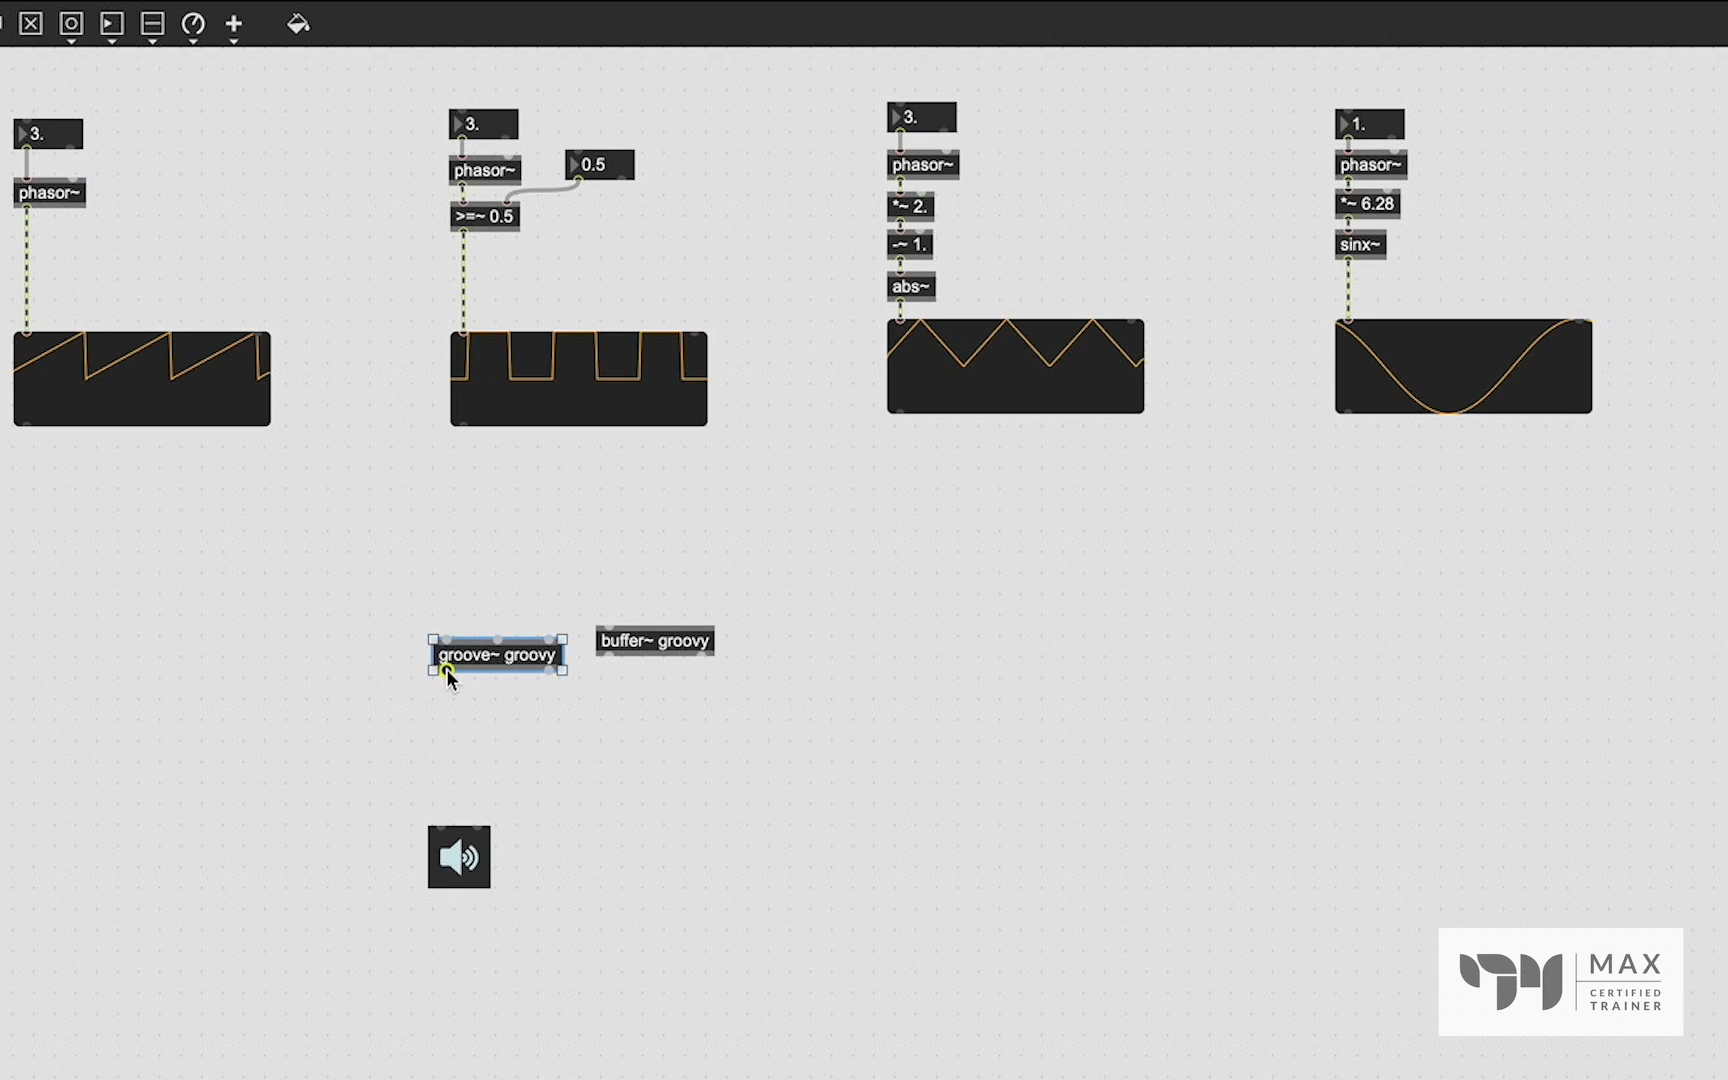 3.
phasor~
3.
phasor~
0.5
>=~ 0.5
3.
phasor~
*~ 2.
-~ 1.
abs~
1.
phasor~
*~ 6.28
sinx~
groove~ groovy
buffer~ groovy
MAX
CERTIFIED
TRAINER